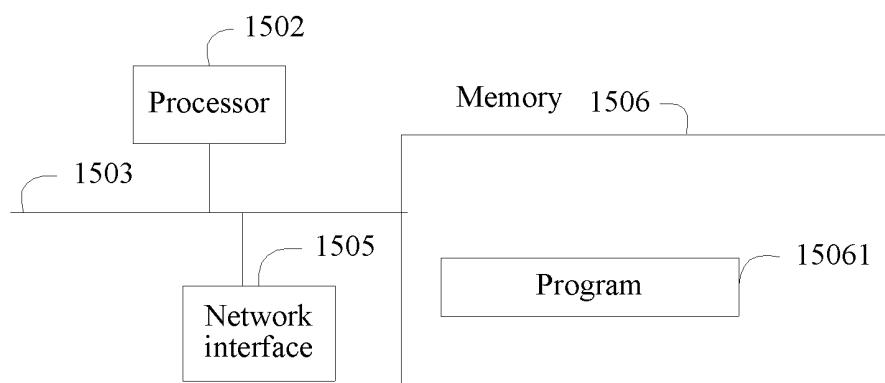 1502
Processor
Memory 1506
1503
1505
15061
Program
Network
interface